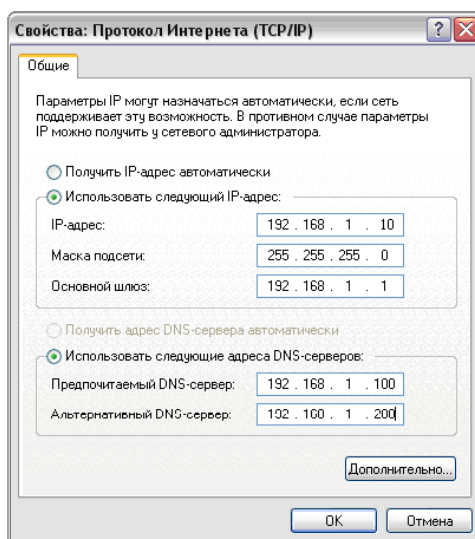 Свойства: Протокол Интернета (TCP/IP)
Общие
Параметры IP могут назначаться автоматически, если сеть
поддерживает эту возможность. В противном случае параметры
IP можно получить у сетевого администратора.
Получить IP-адрес автоматически
Использовать следующий IP-адрес:
IP-адрес: 192 . 168 . 1 . 10
Маска подсети: 255 . 255 . 255 . 0
Основной шлюз: 192 . 168 . 1 . 1
Получить адрес DNS-сервера автоматически
Использовать следующие адреса DNS-серверов:
Предпочитаемый DNS-сервер: 192 . 168 . 1 . 100
Альтернативный DNS-сервер: 192 . 160 . 1 . 200
Дополнительно...
OK Отмена